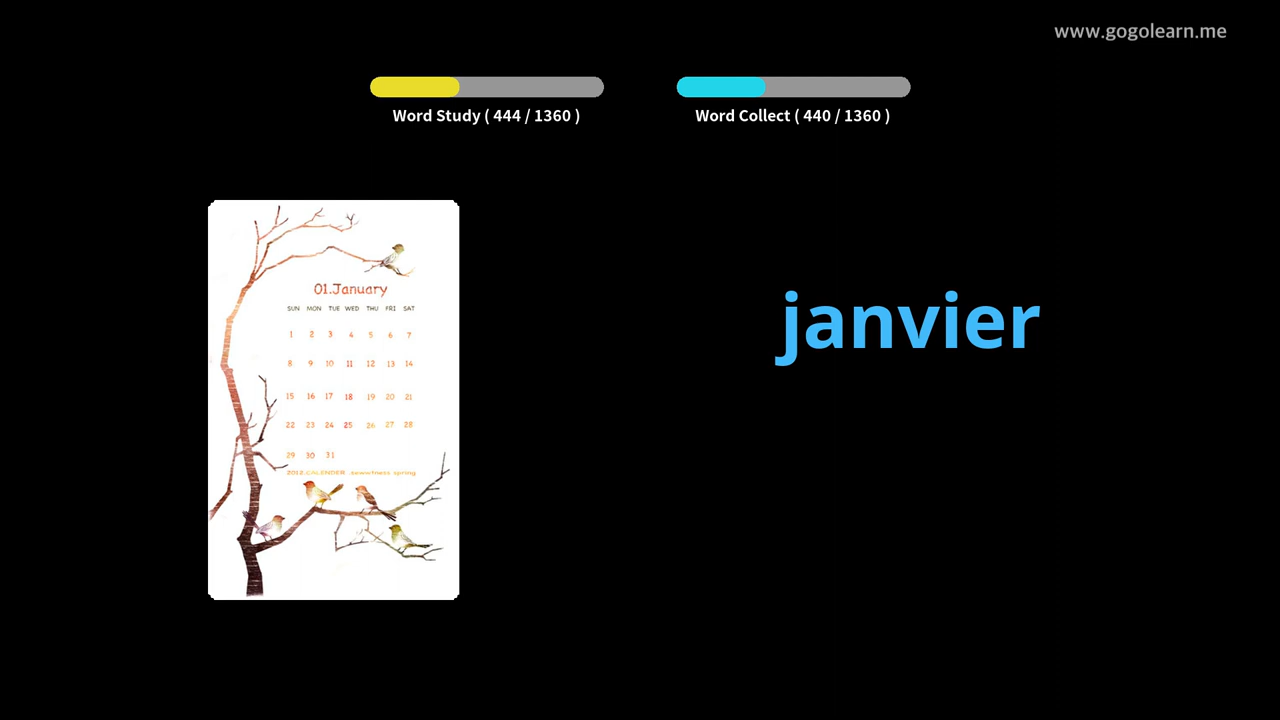 www.gogolearn.me
Word Study ( 444 / 1360 )
Word Collect ( 440 / 1360 )
01.January
SUN MON TUE WED THU FRI SAT
1 2 3 4 5 6 7
8 9 10 11 12 13 14
15 16 17 18 19 20 21
22 23 24 25 26 27 28
29 30 31
CALENDER
spring
janvier